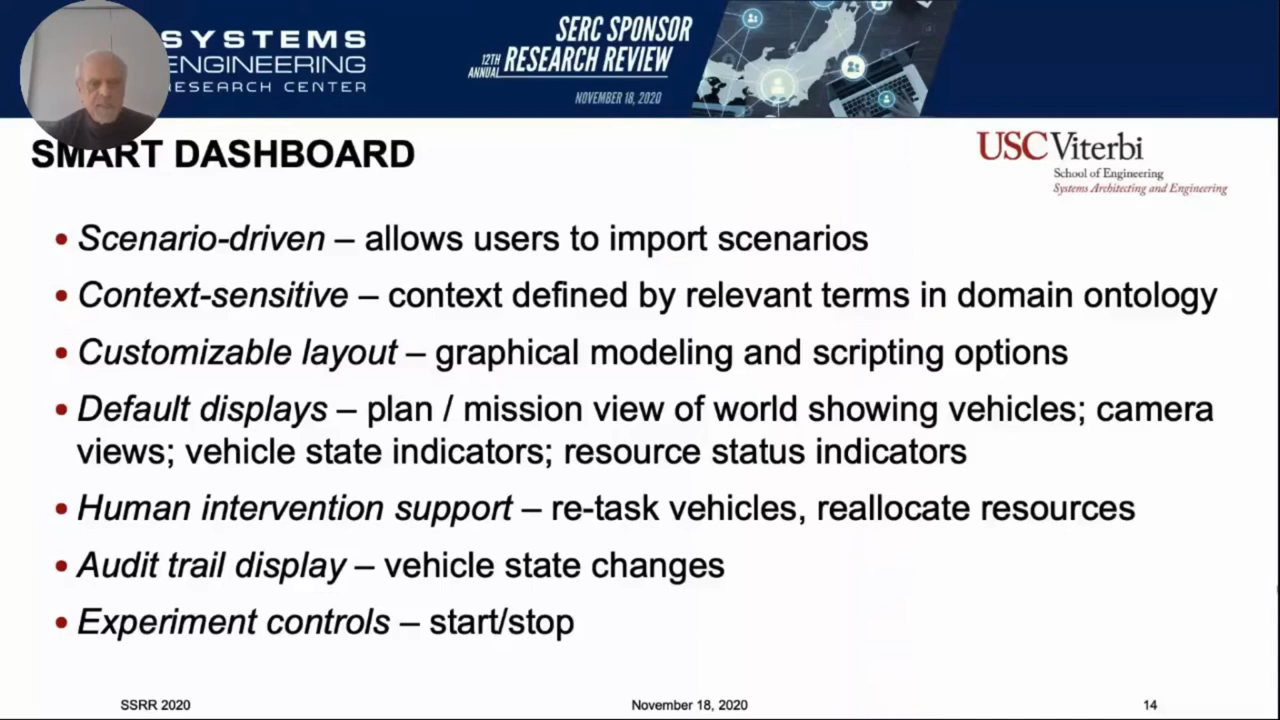 SYSTEMS
ENGINEERING
RESEARCH CENTER
SERC SPONSOR
12TH ANNUAL RESEARCH REVIEW
NOVEMBER 18, 2020
SMART DASHBOARD
USC Viterbi
School of Engineering
Systems Architecting and Engineering
• Scenario-driven – allows users to import scenarios
• Context-sensitive – context defined by relevant terms in domain ontology
• Customizable layout – graphical modeling and scripting options
• Default displays – plan / mission view of world showing vehicles; camera
views; vehicle state indicators; resource status indicators
• Human intervention support – re-task vehicles, reallocate resources
• Audit trail display – vehicle state changes
• Experiment controls – start/stop
SSRR 2020
November 18, 2020
14